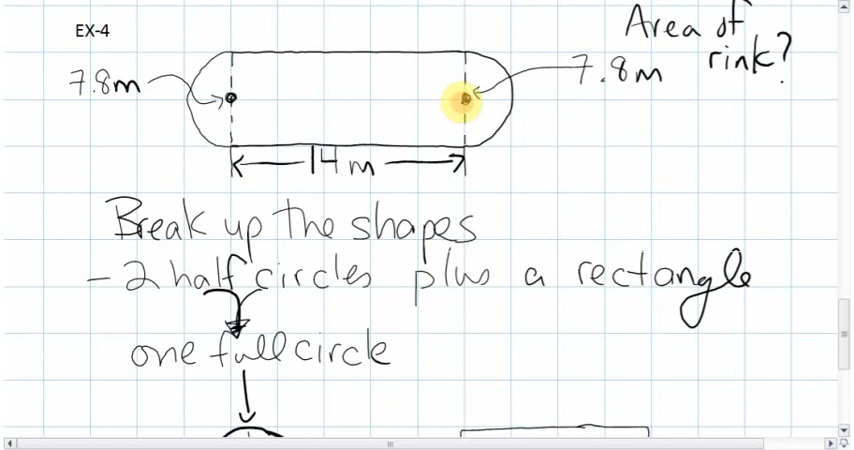 EX-4
Area of
rink?
7.8m
7.8m
14m
Break up the shapes
- 2 half circles plus a rectangle
one full circle